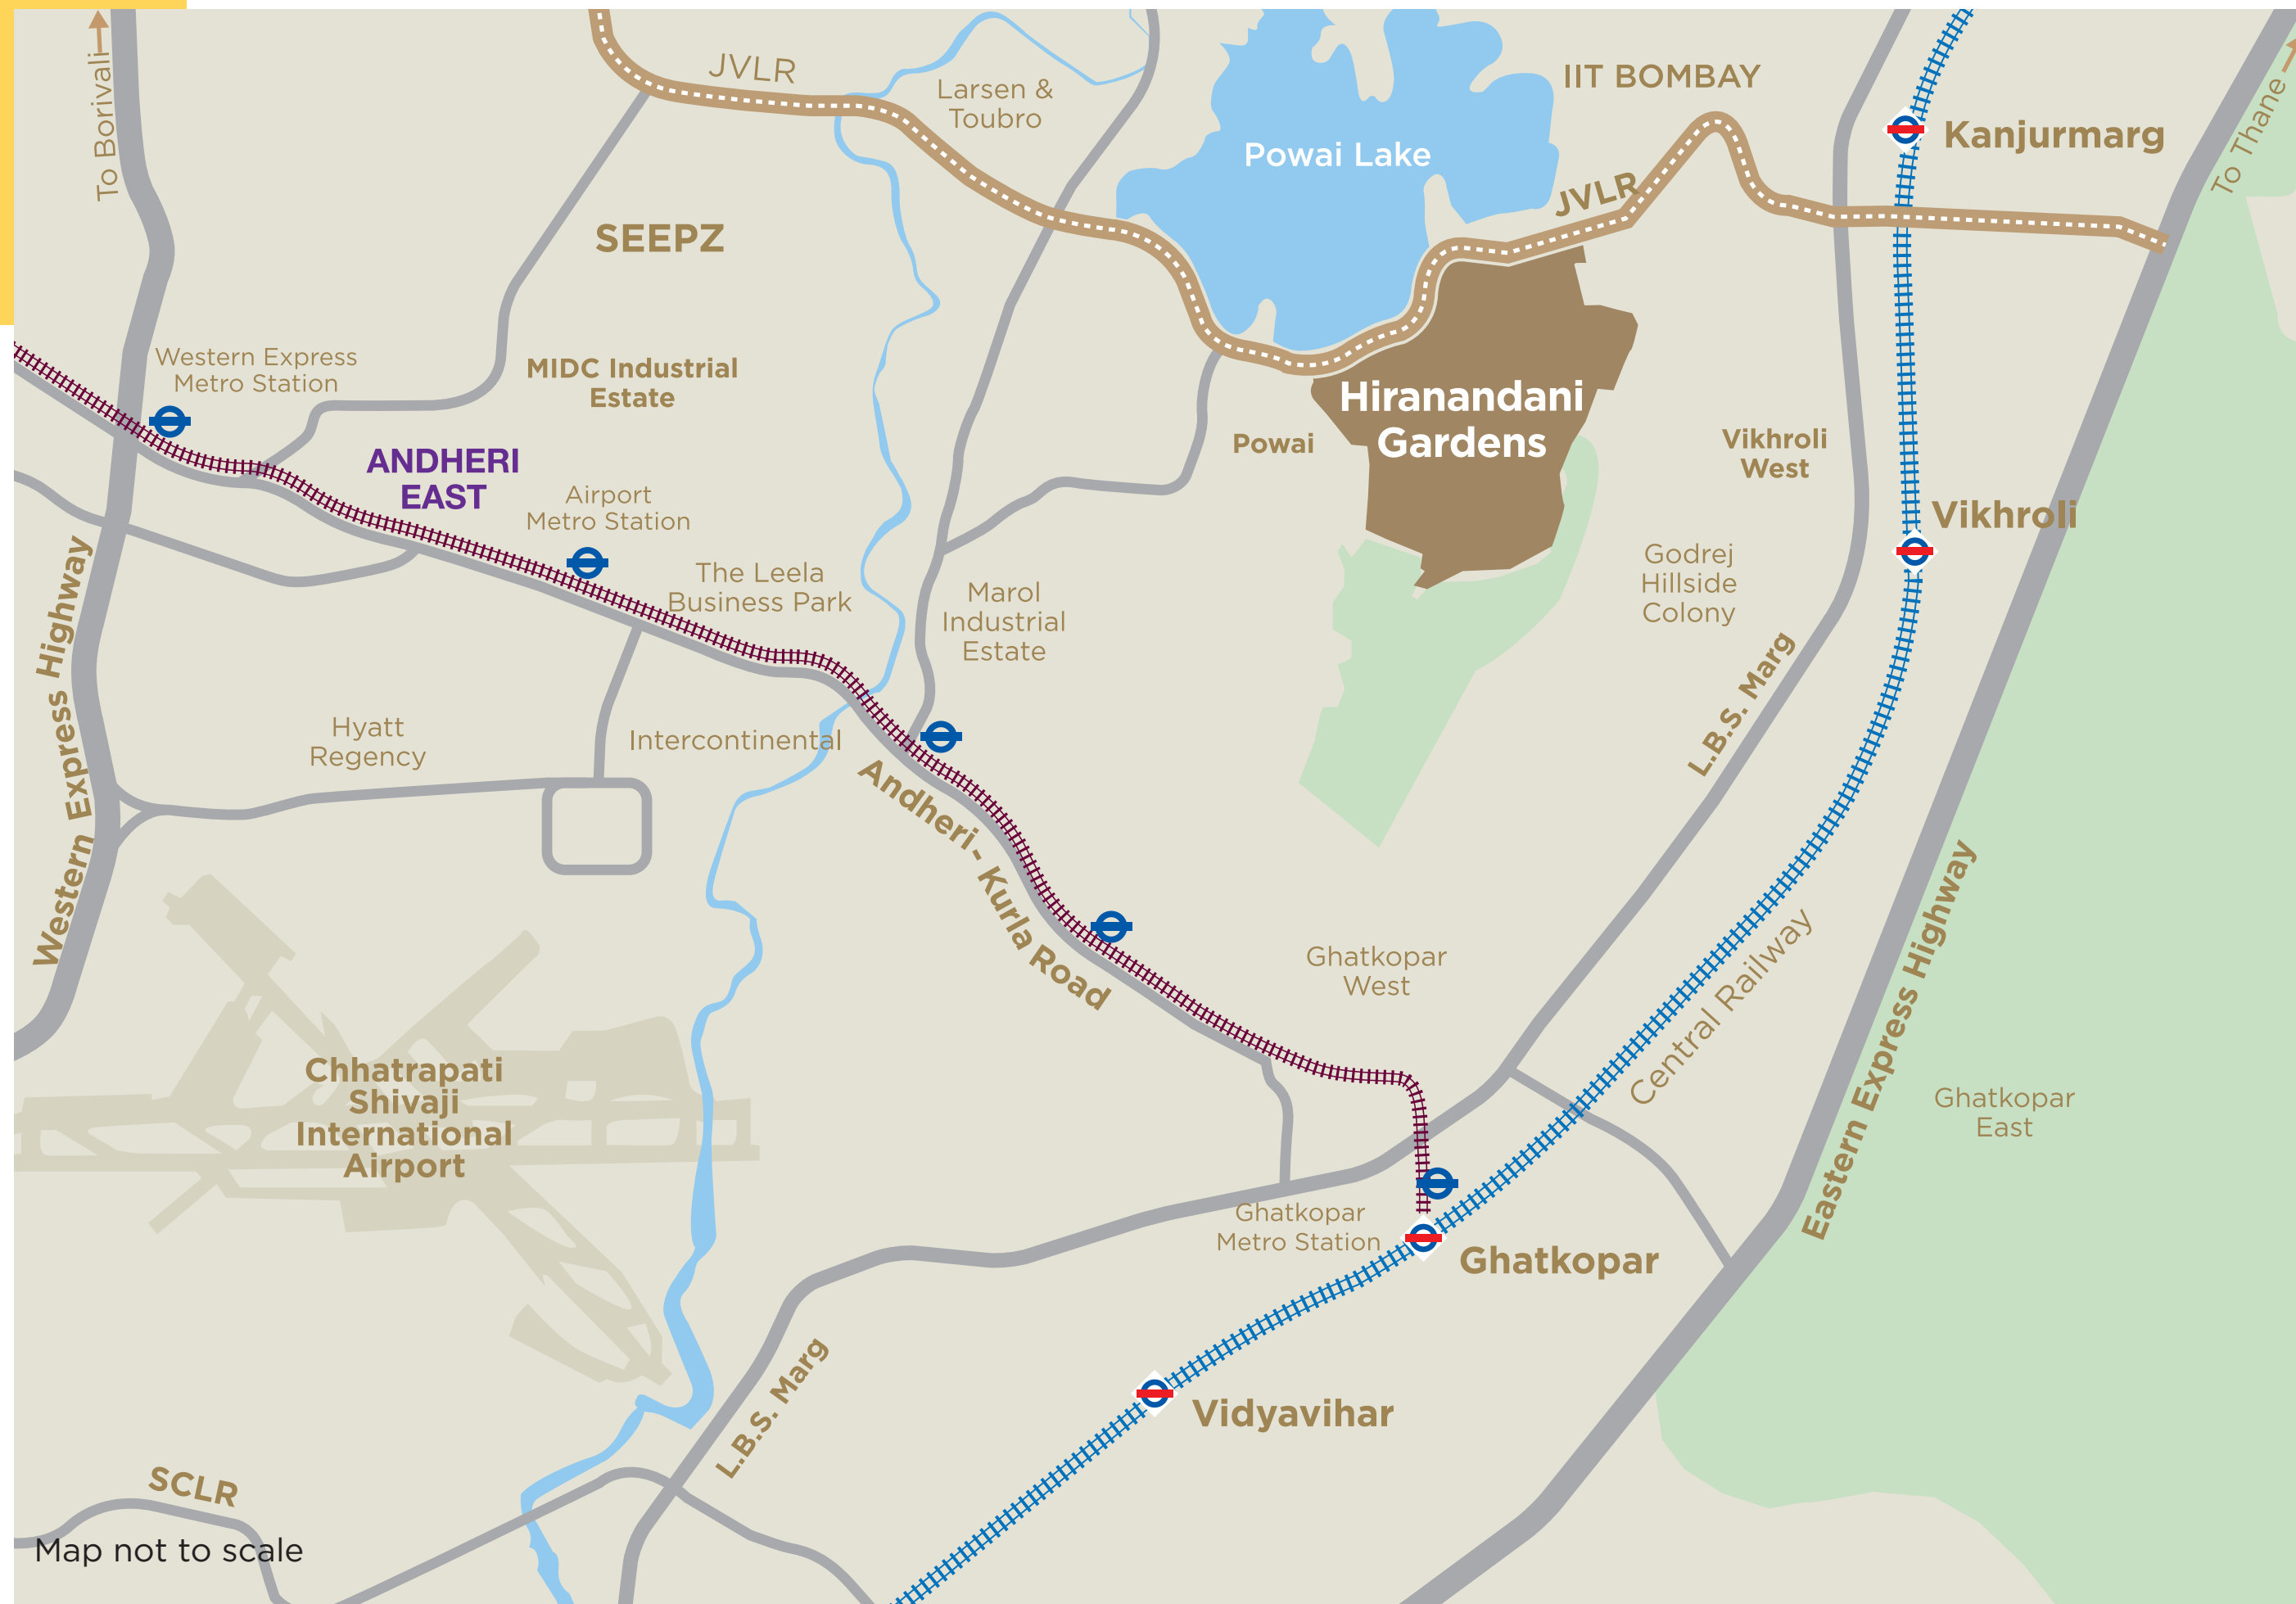 To Borivali
JVLR
Larsen &
Toubro
IIT BOMBAY
Powai Lake
Kanjurmarg
To Thane
JVLR
SEEPZ
Western Express
Metro Station
MIDC Industrial
Estate
Hiranandani
Gardens
Powai
Vikhroli
West
ANDHERI
EAST
Airport
Metro Station
Vikhroli
The Leela
Business Park
Marol
Industrial
Estate
Godrej
Hillside
Colony
Western Express Highway
L.B.S. Marg
Hyatt
Regency
Intercontinental
Andheri - Kurla Road
Ghatkopar
West
Central Railway
Eastern Express Highway
Chhatrapati
Shivaji
International
Airport
Ghatkopar
East
Ghatkopar
Metro Station
Ghatkopar
L.B.S. Marg
Vidyavihar
SCLR
Map not to scale